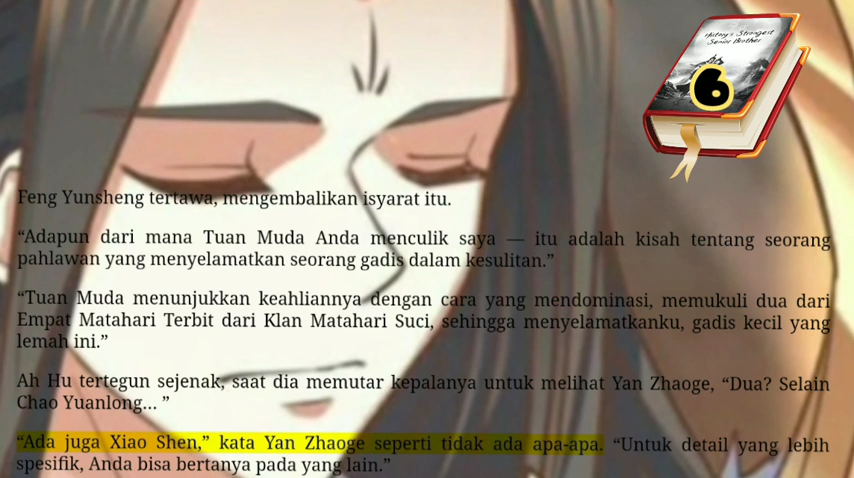 History's Strongest
Senior Brother
6
Feng Yunsheng tertawa, mengembalikan isyarat itu.
“Adapun dari mana Tuan Muda Anda menculik saya — itu adalah kisah tentang seorang
pahlawan yang menyelamatkan seorang gadis dalam kesulitan.”
“Tuan Muda menunjukkan keahliannya dengan cara yang mendominasi, memukuli dua dari
Empat Matahari Terbit dari Klan Matahari Suci, sehingga menyelamatkanku, gadis kecil yang
lemah ini.”
Ah Hu tertegun sejenak, saat dia memutar kepalanya untuk melihat Yan Zhaoge, “Dua? Selain
Chao Yuanlong... ”
“Ada juga Xiao Shen,” kata Yan Zhaoge seperti tidak ada apa-apa. “Untuk detail yang lebih
spesifik, Anda bisa bertanya pada yang lain.”